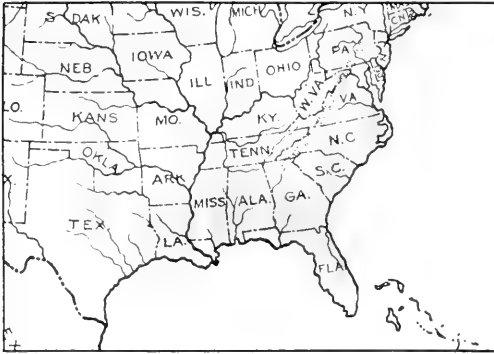 S. DAK
WIS.
MICH
N.Y
IOWA
PA
NEB
ILL
IND
OHIO
W.VA
VA
KANS
MO.
KY.
O.
N.C
OKLA
TENN.
S.C.
ARK
MISS
ALA.
GA.
TEX.
LA.
FLA